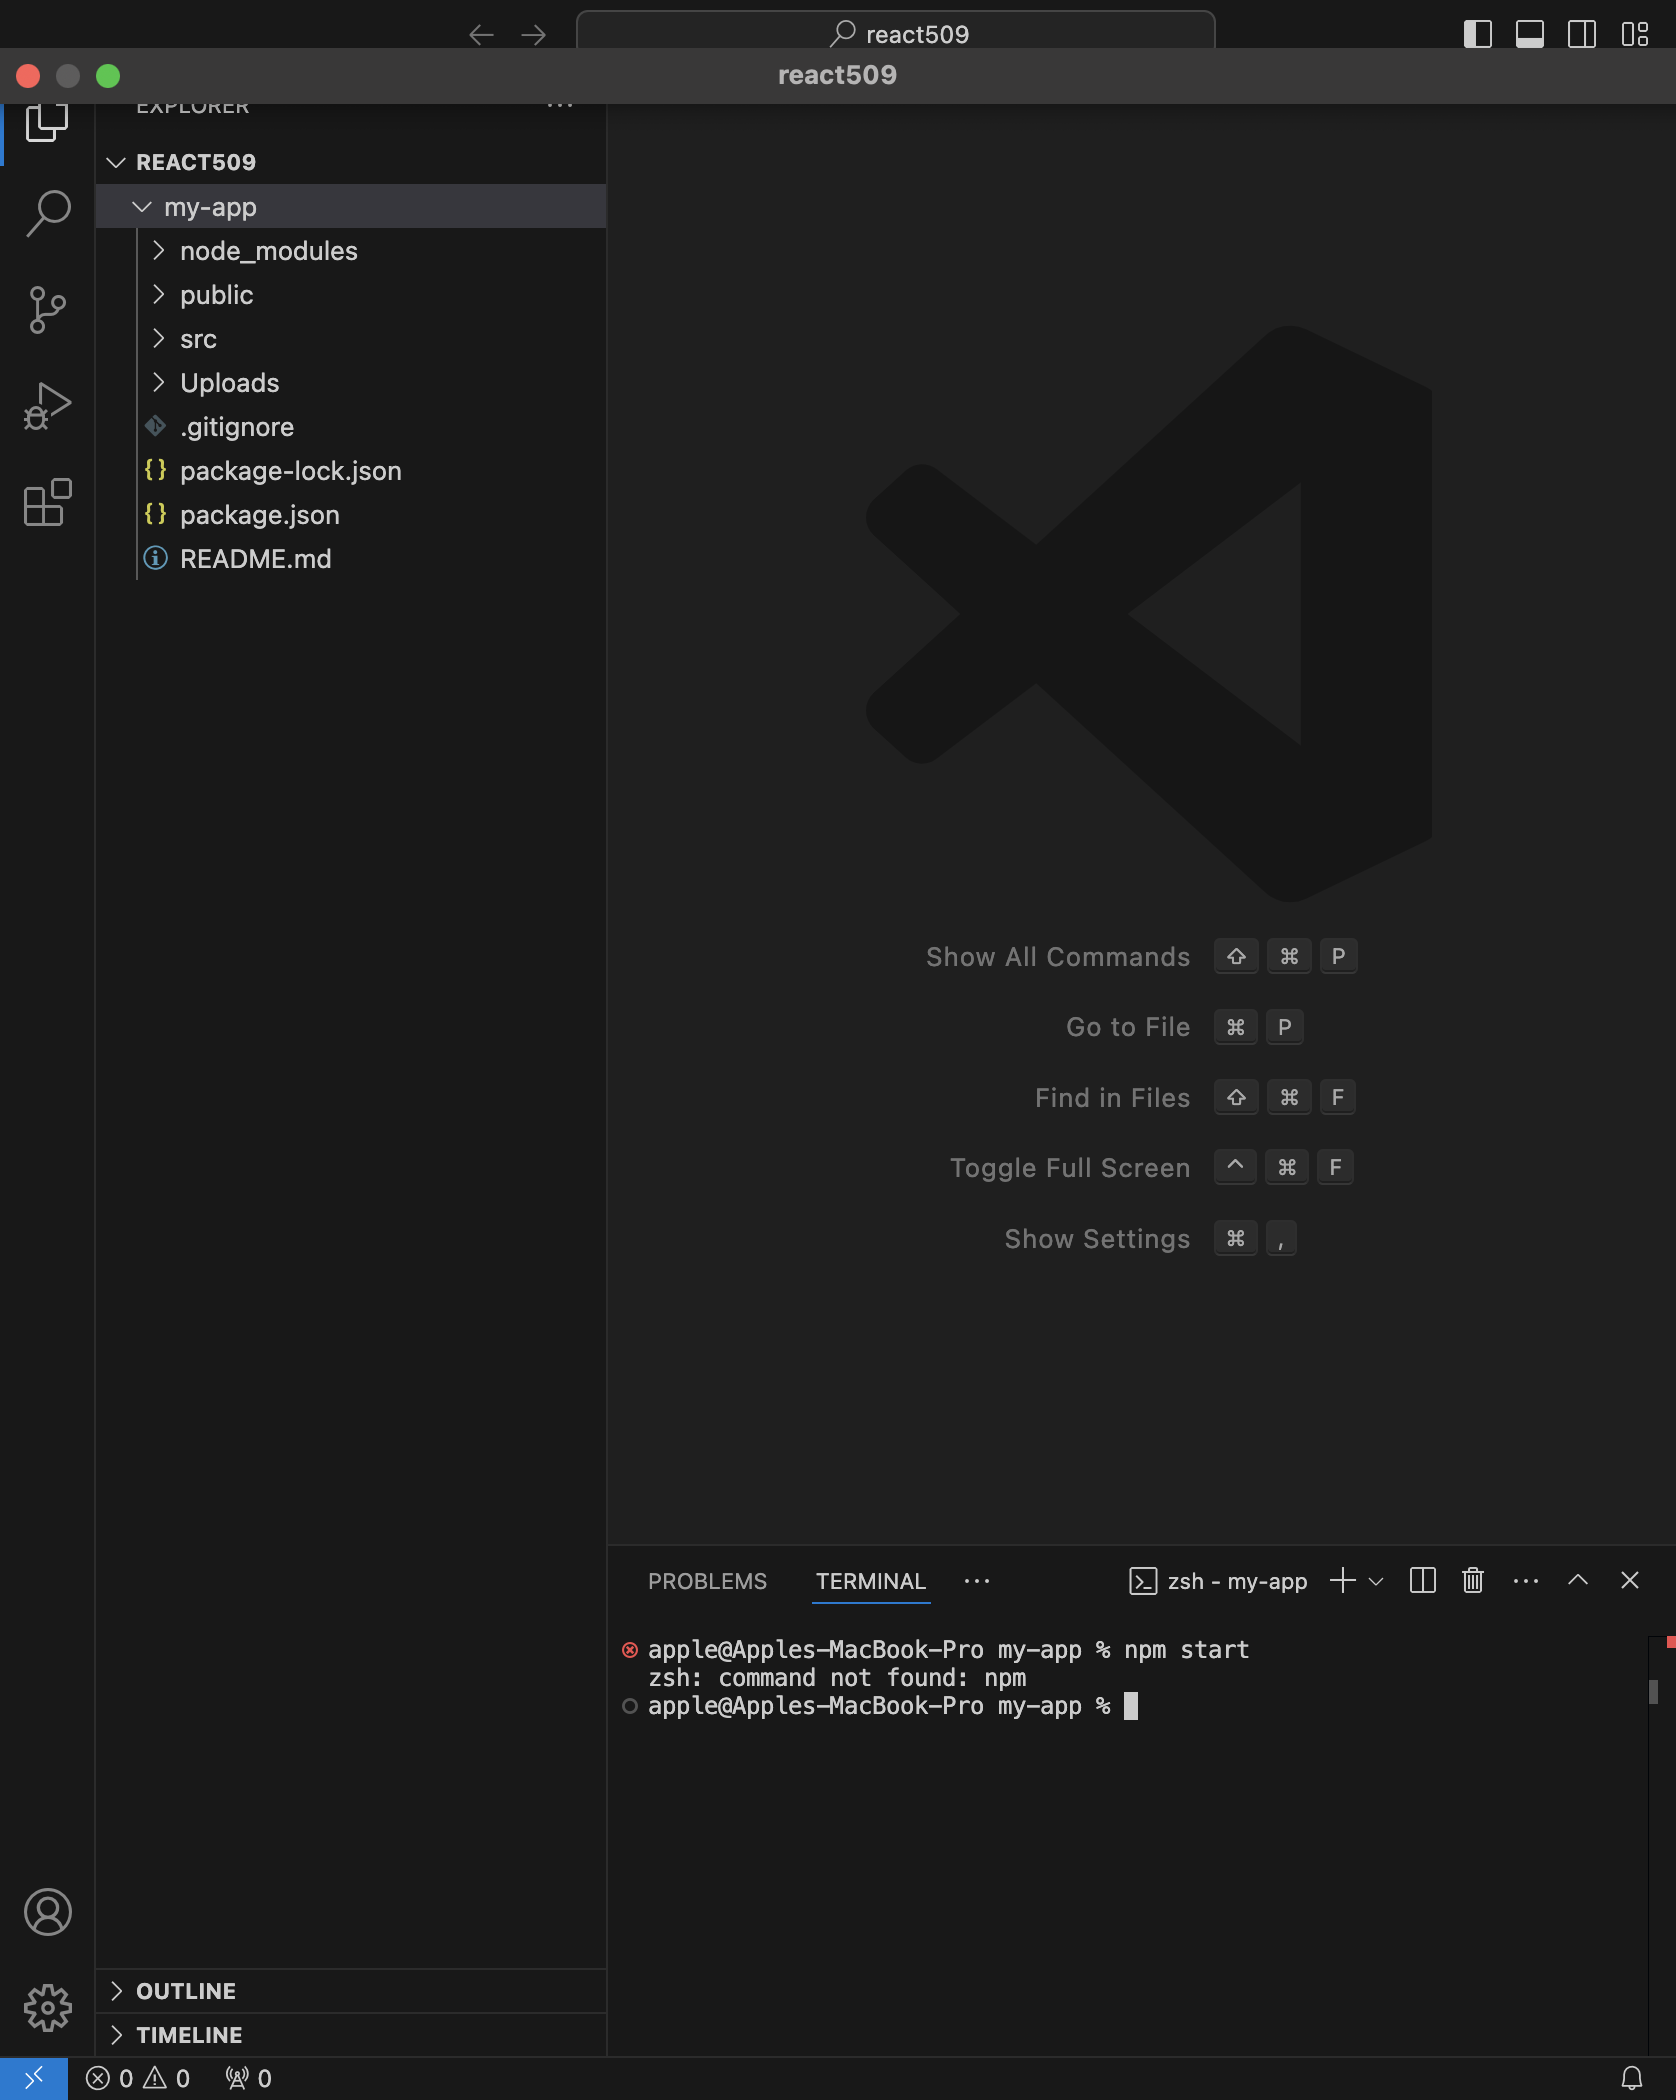 react509
react509
EXPLORER
REACT509
my-app
node_modules
public
src
Uploads
.gitignore
package-lock.json
package.json
README.md
Show All Commands ⇧ ⌘ P
Go to File ⌘ P
Find in Files ⇧ ⌘ F
Toggle Full Screen ^ ⌘ F
Show Settings ⌘ ,
PROBLEMS TERMINAL ··· zsh - my-app
apple@Apples-MacBook-Pro my-app % npm start
zsh: command not found: npm
apple@Apples-MacBook-Pro my-app %
OUTLINE
TIMELINE
0 0 0